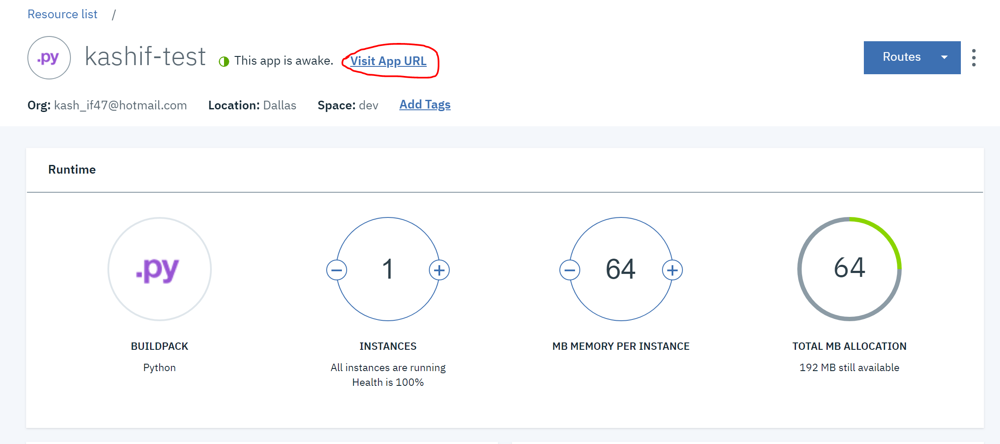 Resource list /
.py kashif-test This app is awake. Visit App URL Routes
Org: kash_if47@hotmail.com Location: Dallas Space: dev Add Tags
Runtime
.py 1 64 64
BUILDPACK INSTANCES MB MEMORY PER INSTANCE TOTAL MB ALLOCATION
Python All instances are running 192 MB still available
Health is 100%